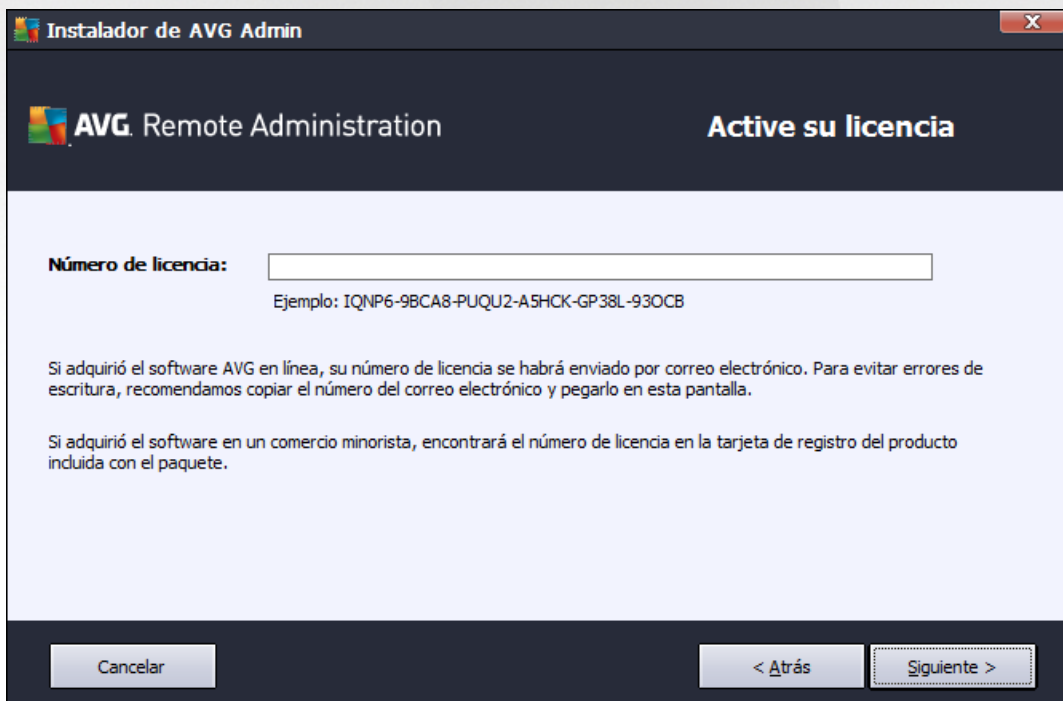 Instalador de AVG Admin
X
AVG. Remote Administration
Active su licencia
Número de licencia:
Ejemplo: IQNP6-9BCA8-PUQU2-A5HCK-GP38L-93OCB
Si adquirió el software AVG en línea, su número de licencia se habrá enviado por correo electrónico. Para evitar errores de
escritura, recomendamos copiar el número del correo electrónico y pegarlo en esta pantalla.
Si adquirió el software en un comercio minorista, encontrará el número de licencia en la tarjeta de registro del producto
incluida con el paquete.
Cancelar
< Atrás
Siguiente >